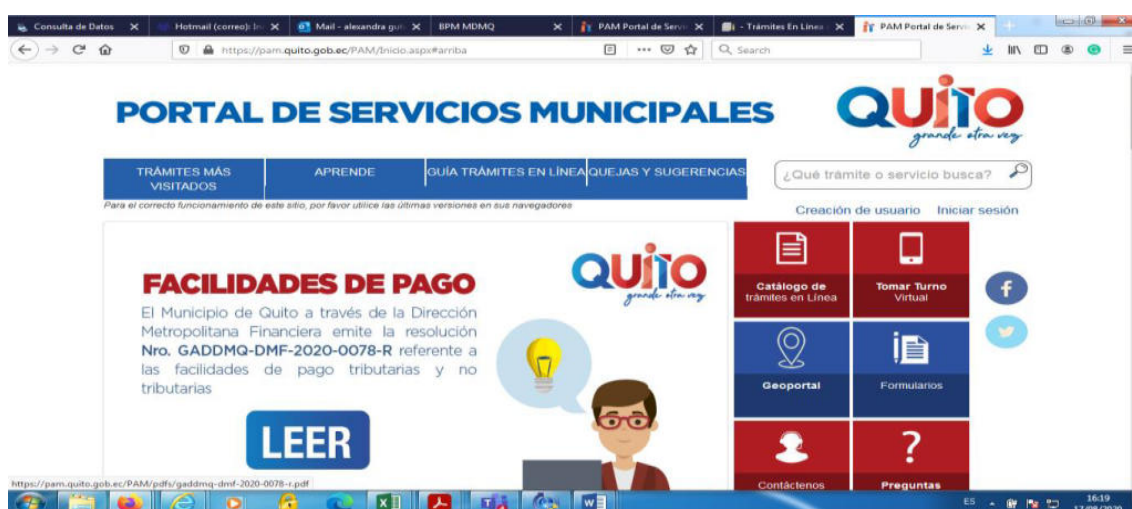 Consulta de Datos
Hotmail (correo):
Mail - alexandra
BPM MDMQ
PAM Portal de Servi
- Trámites En Línea -
PAM Portal de Servi
https://pam.quito.gob.ec/PAM/Inicio.aspx#arriba
Search
PORTAL DE SERVICIOS MUNICIPALES
QUITO
grande otra vez
TRÁMITES MÁS
VISITADOS
APRENDE
GUÍA TRÁMITES EN LÍNEA
QUEJAS Y SUGERENCIAS
¿Qué trámite o servicio busca?
Para el correcto funcionamiento de este sitio, por favor utilice las últimas versiones en sus navegadores
Creación de usuario Iniciar sesión
FACILIDADES DE PAGO
El Municipio de Quito a través de la Dirección
Metropolitana Financiera emite la resolución
Nro. GADDMQ-DMF-2020-0078-R referente a
las facilidades de pago tributarias y no
tributarias
LEER
QUITO
grande otra vez
Catálogo de
trámites en Línea
Tomar Turno
Virtual
Geoportal
Formularios
Contáctenos
Preguntas
https://pam.quito.gob.ec/PAM/pdfs/gaddmq-dmf-2020-0078-r.pdf
ES
16:19
17/08/2020